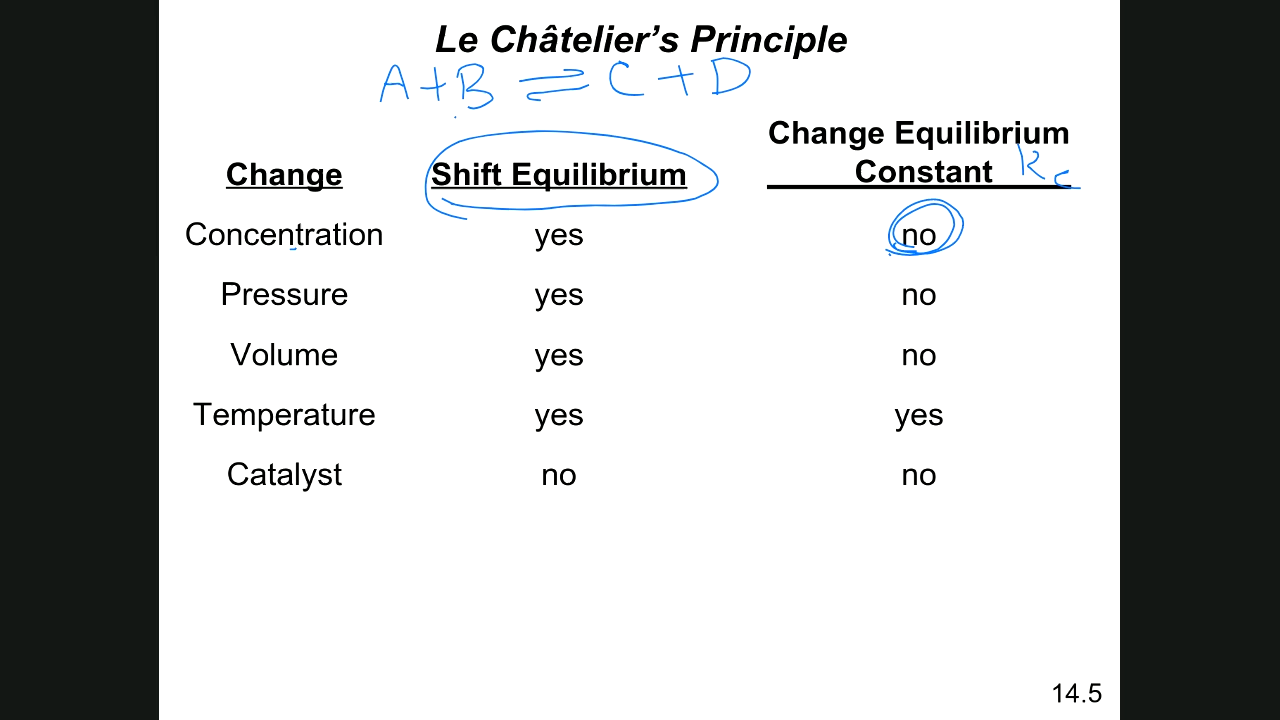 Le Châtelier's Principle
A + B ⇌ C + D
Change Shift Equilibrium Change Equilibrium
Constant Kc
Concentration yes no
Pressure yes no
Volume yes no
Temperature yes yes
Catalyst no no
14.5